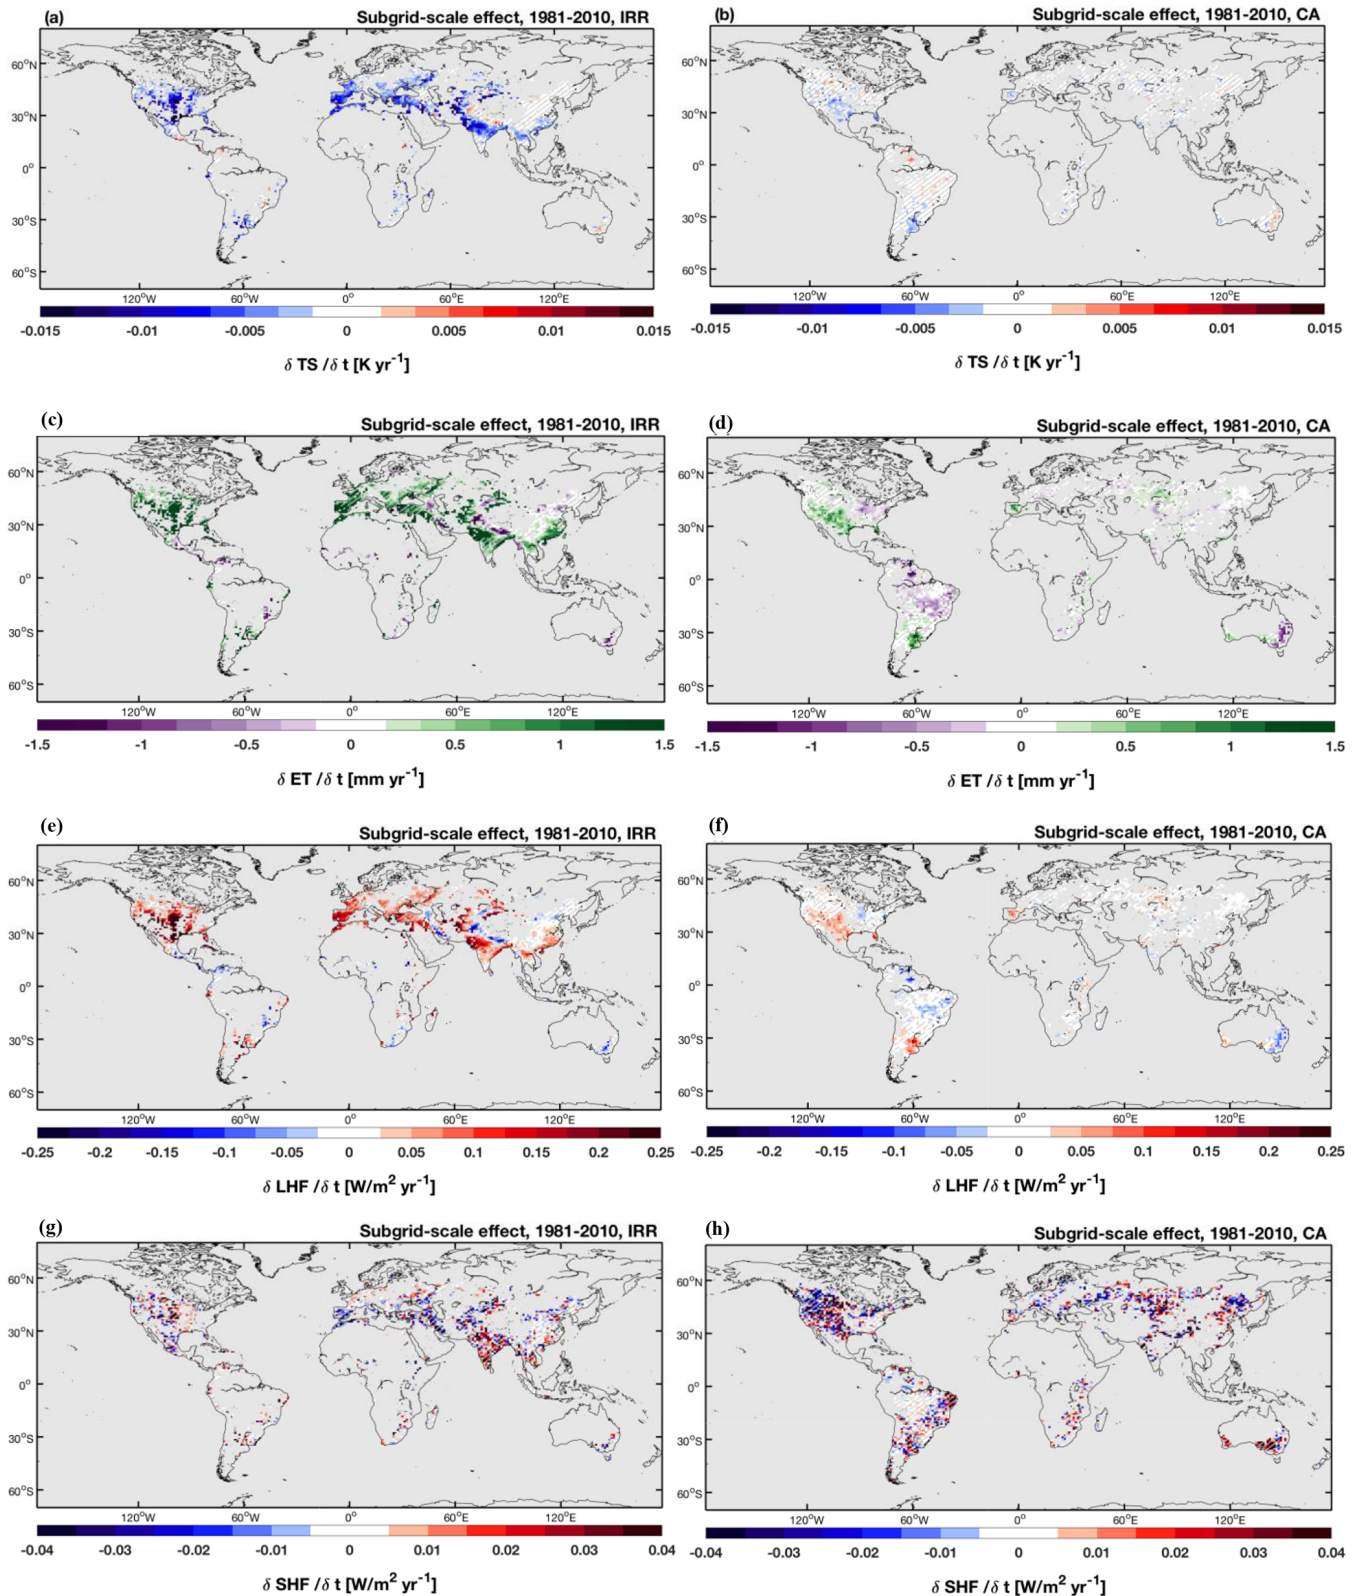 (a) Subgrid-scale effect, 1981-2010, IRR
60°N
30°N
0°
30°S
60°S
120°W 60°W 0° 60°E 120°E
-0.015 -0.01 -0.005 0 0.005 0.01 0.015
δ TS /δ t [K yr⁻¹]
(b) Subgrid-scale effect, 1981-2010, CA
60°N
30°N
0°
30°S
60°S
120°W 60°W 0° 60°E 120°E
-0.015 -0.01 -0.005 0 0.005 0.01 0.015
δ TS /δ t [K yr⁻¹]
(c) Subgrid-scale effect, 1981-2010, IRR
60°N
30°N
0°
30°S
60°S
120°W 60°W 0° 60°E 120°E
-1.5 -1 -0.5 0 0.5 1 1.5
δ ET /δ t [mm yr⁻¹]
(d) Subgrid-scale effect, 1981-2010, CA
60°N
30°N
0°
30°S
60°S
120°W 60°W 0° 60°E 120°E
-1.5 -1 -0.5 0 0.5 1 1.5
δ ET /δ t [mm yr⁻¹]
(e) Subgrid-scale effect, 1981-2010, IRR
60°N
30°N
0°
30°S
60°S
120°W 60°W 0° 60°E 120°E
-0.25 -0.2 -0.15 -0.1 -0.05 0 0.05 0.1 0.15 0.2 0.25
δ LHF /δ t [W/m² yr⁻¹]
(f) Subgrid-scale effect, 1981-2010, CA
60°N
30°N
0°
30°S
60°S
120°W 60°W 0° 60°E 120°E
-0.25 -0.2 -0.15 -0.1 -0.05 0 0.05 0.1 0.15 0.2 0.25
δ LHF /δ t [W/m² yr⁻¹]
(g) Subgrid-scale effect, 1981-2010, IRR
60°N
30°N
0°
30°S
60°S
120°W 60°W 0° 60°E 120°E
-0.04 -0.03 -0.02 -0.01 0 0.01 0.02 0.03 0.04
δ SHF /δ t [W/m² yr⁻¹]
(h) Subgrid-scale effect, 1981-2010, CA
60°N
30°N
0°
30°S
60°S
120°W 60°W 0° 60°E 120°E
-0.04 -0.03 -0.02 -0.01 0 0.01 0.02 0.03 0.04
δ SHF /δ t [W/m² yr⁻¹]